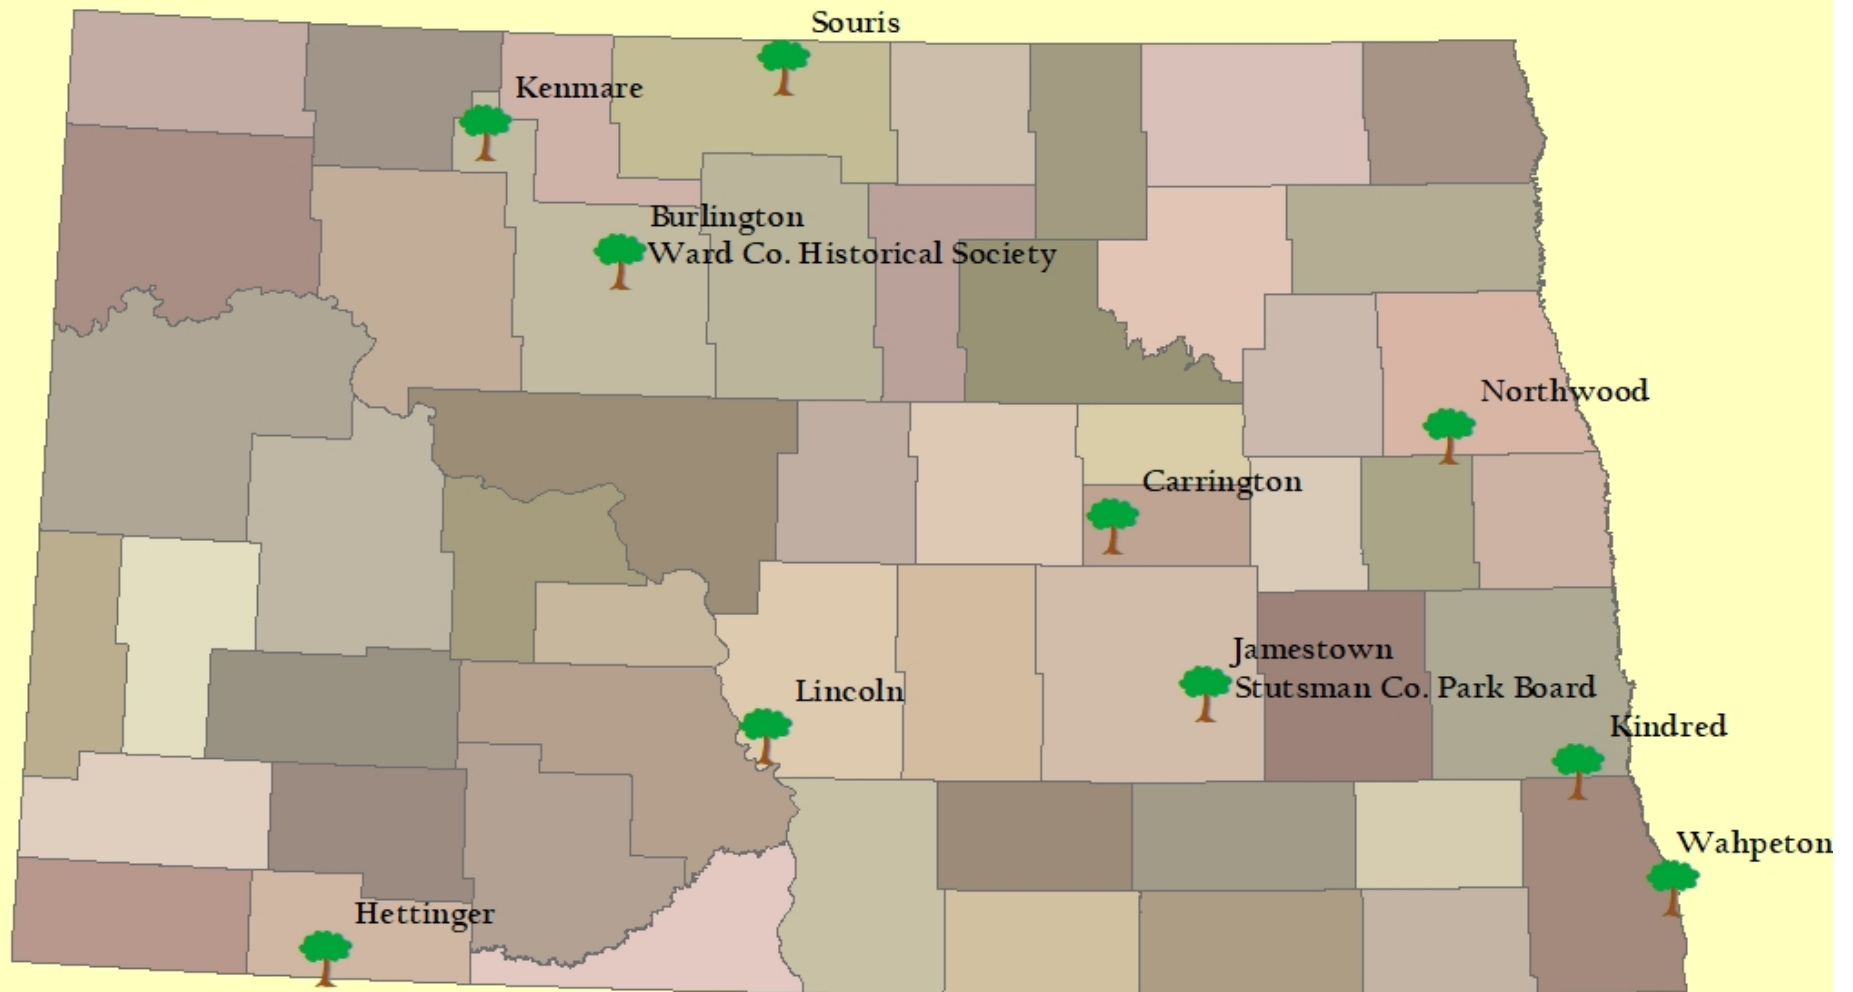 Souris
Kenmare
Burlington
Ward Co. Historical Society
Northwood
Carrington
Jamestown
Stutsman Co. Park Board
Lincoln
Kindred
Wahpeton
Hettinger